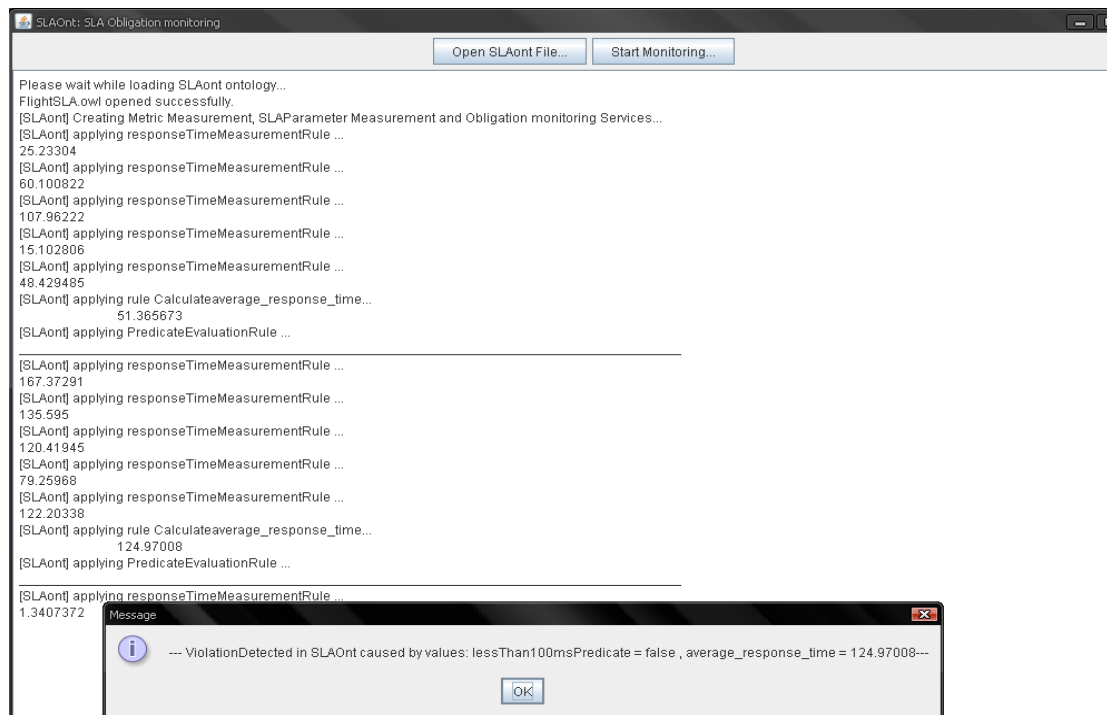 SLAOnt: SLA Obligation monitoring
Open SLAont File... Start Monitoring...
Please wait while loading SLAont ontology...
FlightSLA.owl opened successfully.
[SLAont] Creating Metric Measurement, SLAParameter Measurement and Obligation monitoring Services...
[SLAont] applying responseTimeMeasurementRule ...
25.23304
[SLAont] applying responseTimeMeasurementRule ...
60.100822
[SLAont] applying responseTimeMeasurementRule ...
107.96222
[SLAont] applying responseTimeMeasurementRule ...
15.102806
[SLAont] applying responseTimeMeasurementRule ...
48.429485
[SLAont] applying rule Calculateaverage_response_time...
51.365673
[SLAont] applying PredicateEvaluationRule ...
[SLAont] applying responseTimeMeasurementRule ...
167.37291
[SLAont] applying responseTimeMeasurementRule ...
135.595
[SLAont] applying responseTimeMeasurementRule ...
120.41945
[SLAont] applying responseTimeMeasurementRule ...
79.25968
[SLAont] applying responseTimeMeasurementRule ...
122.20338
[SLAont] applying rule Calculateaverage_response_time...
124.97008
[SLAont] applying PredicateEvaluationRule ...
[SLAont] applying responseTimeMeasurementRule ...
1.3407372
Message
--- ViolationDetected in SLAOnt caused by values: lessThan100msPredicate = false , average_response_time = 124.97008---
OK